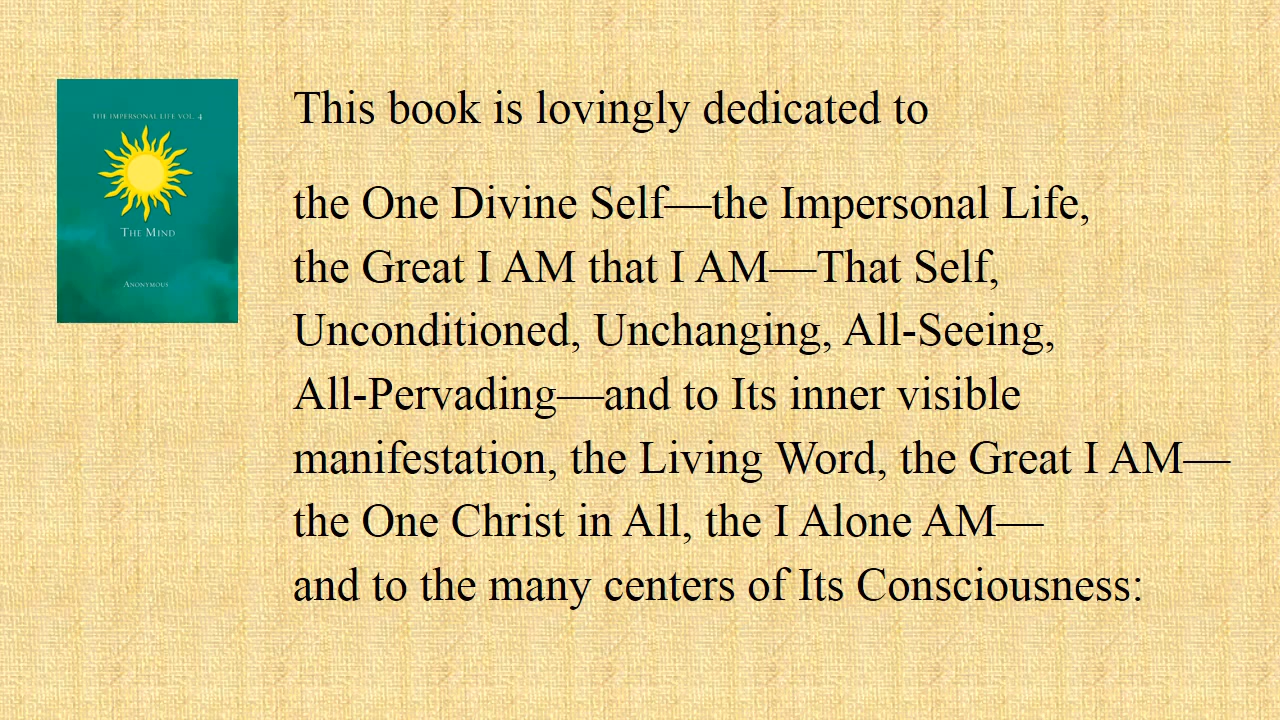 THE IMPERSONAL LIFE VOL. 4
THE MIND
ANONYMOUS
This book is lovingly dedicated to
the One Divine Self—the Impersonal Life,
the Great I AM that I AM—That Self,
Unconditioned, Unchanging, All-Seeing,
All-Pervading—and to Its inner visible
manifestation, the Living Word, the Great I AM—
the One Christ in All, the I Alone AM—
and to the many centers of Its Consciousness: